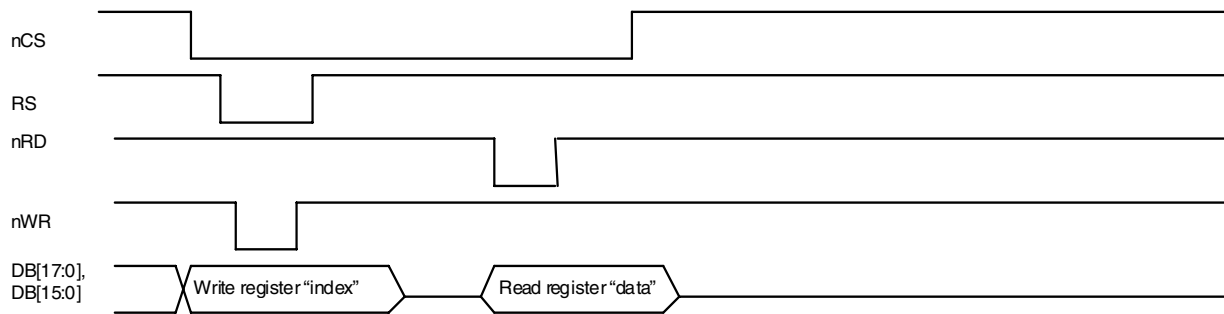 nCS
RS
nRD
nWR
DB[17:0],
DB[15:0]
Write register “index”
Read register “data”